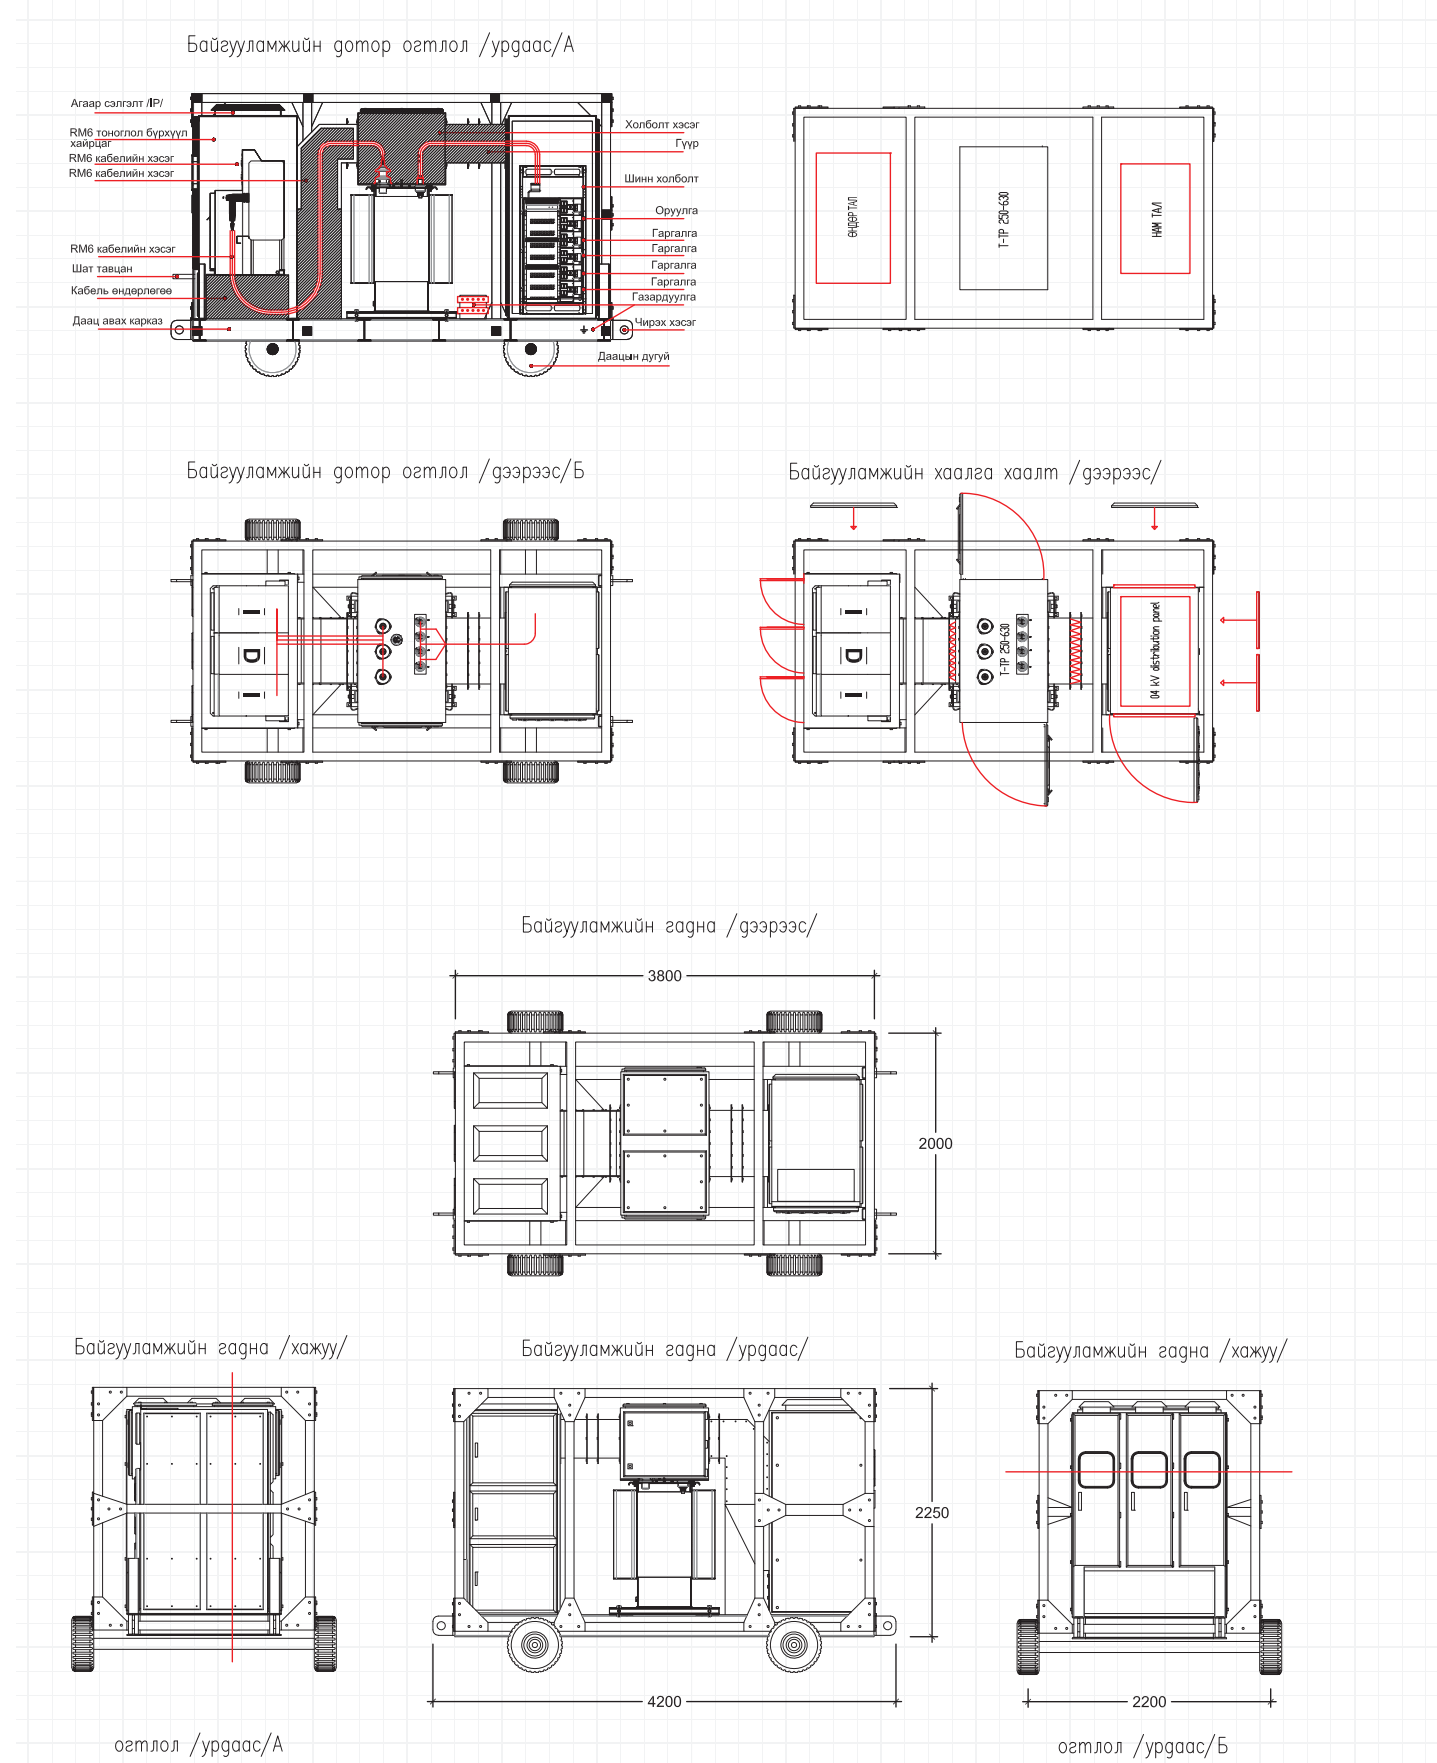 Байгууламжийн дотор огтлол /урдаас/А
Агаар сэлгэлт /IP/
RM6 тоноглол бүрхүүл
хайрцаг
RM6 кабелийн хэсэг
RM6 кабелийн хэсэг
RM6 кабелийн хэсэг
Шат тавцан
Кабель өндөрлөгөө
Даац авах карказ
Холболт хэсэг
Гүүр
Шинн холболт
Оруулга
Гаргалга
Гаргалга
Гаргалга
Гаргалга
Газардуулга
Чирэх хэсэг
Даацын дугуй
ӨНДӨР ТАЛ
Т-ТР 250-630
НАМ ТАЛ
Байгууламжийн дотор огтлол /дээрээс/Б
I
D
I
Байгууламжийн хаалга хаалт /дээрээс/
I
D
I
Т-ТР 250-630
04 kV distribution panel
Байгууламжийн гадна /дээрээс/
3800
2000
Байгууламжийн гадна /хажуу/
Байгууламжийн гадна /урдаас/
Байгууламжийн гадна /хажуу/
2250
4200
2200
огтлол /урдаас/А
огтлол /урдаас/Б